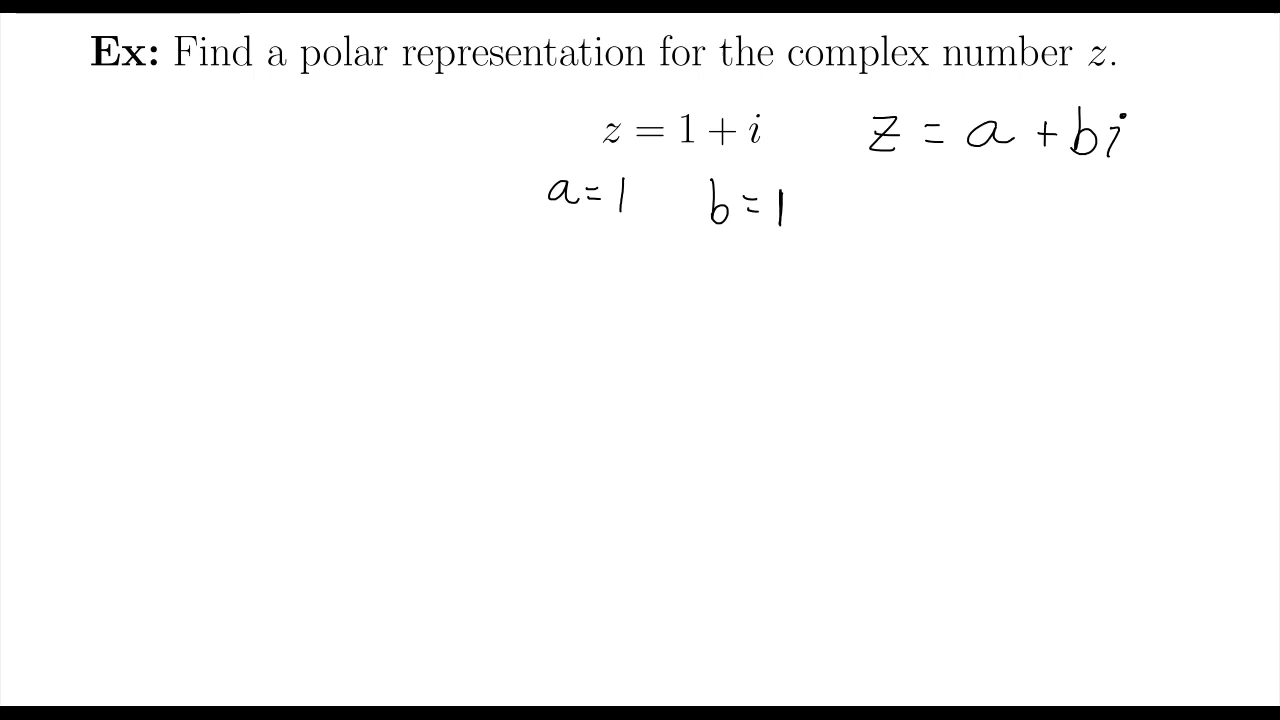 Ex: Find a polar representation for the complex number z.
z = 1 + i z = a + bi
a = 1 b = 1